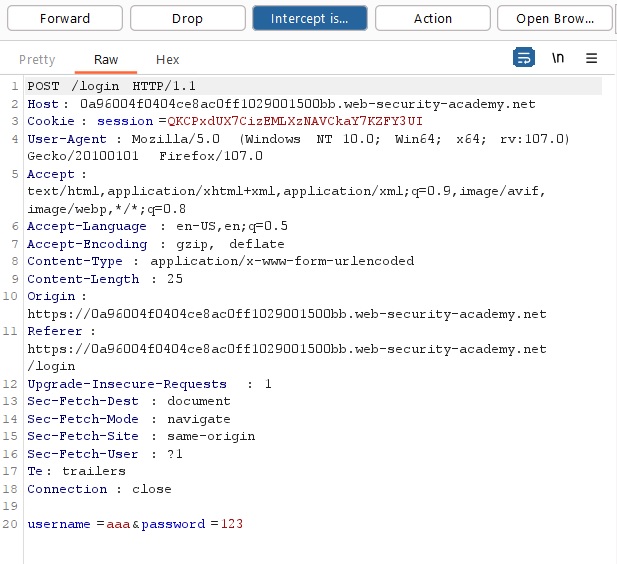 Forward Drop Intercept is... Action Open Brow...
Pretty Raw Hex \n
1 POST /login HTTP/1.1
2 Host: 0a96004f0404ce8ac0ff1029001500bb.web-security-academy.net
3 Cookie: session=QKCPxdUX7CizEMLXzNAVCkaY7KZFY3UI
4 User-Agent: Mozilla/5.0 (Windows NT 10.0; Win64; x64; rv:107.0)
Gecko/20100101 Firefox/107.0
5 Accept:
text/html,application/xhtml+xml,application/xml;q=0.9,image/avif,
image/webp,*/*;q=0.8
6 Accept-Language: en-US,en;q=0.5
7 Accept-Encoding: gzip, deflate
8 Content-Type: application/x-www-form-urlencoded
9 Content-Length: 25
10 Origin:
https://0a96004f0404ce8ac0ff1029001500bb.web-security-academy.net
11 Referer:
https://0a96004f0404ce8ac0ff1029001500bb.web-security-academy.net
/login
12 Upgrade-Insecure-Requests: 1
13 Sec-Fetch-Dest: document
14 Sec-Fetch-Mode: navigate
15 Sec-Fetch-Site: same-origin
16 Sec-Fetch-User: ?1
17 Te: trailers
18 Connection: close
19
20 username=aaa&password=123